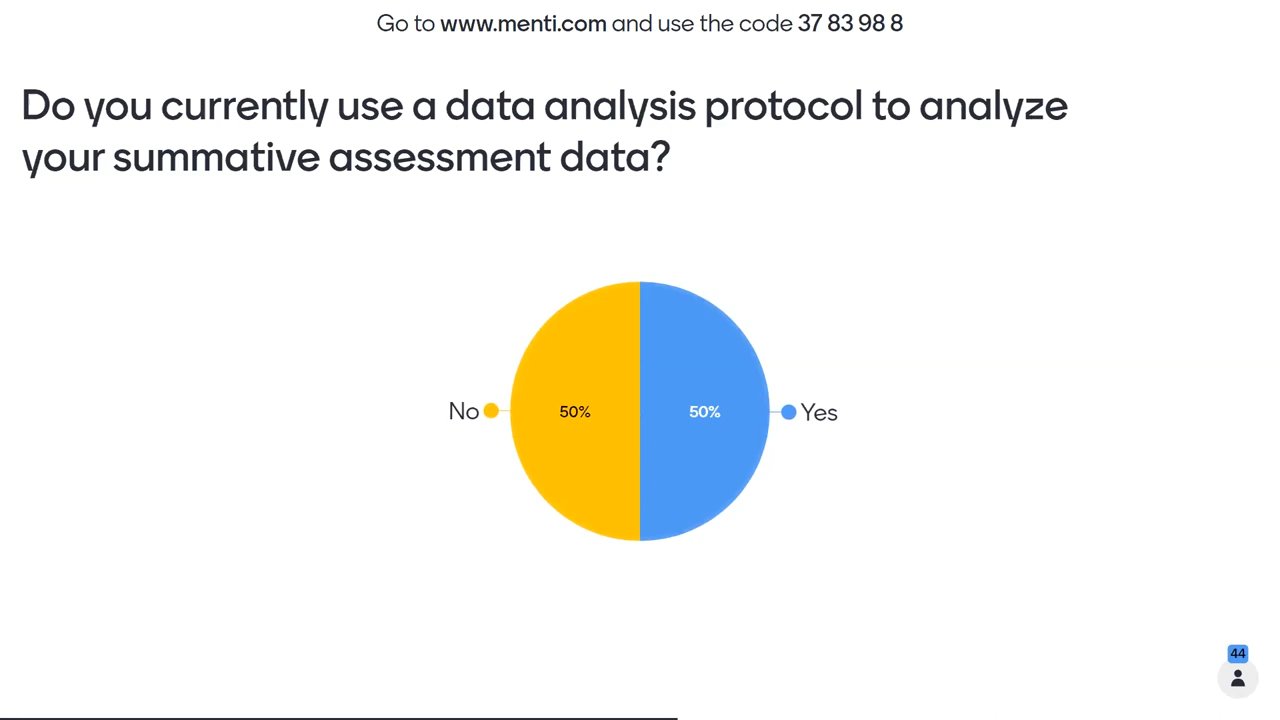 Go to www.menti.com and use the code 37 83 98 8
Do you currently use a data analysis protocol to analyze
your summative assessment data?
No
50%
50%
Yes
44